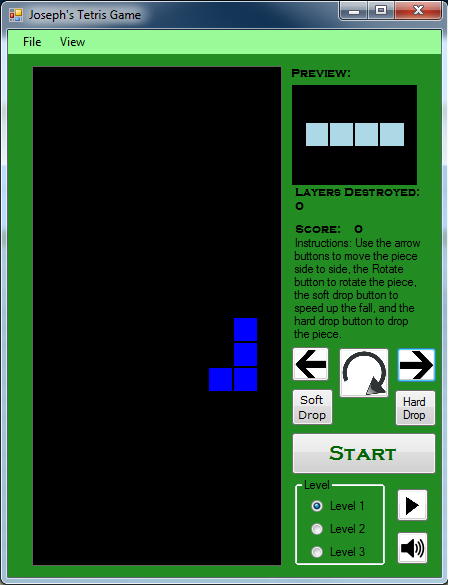 Joseph's Tetris Game
File View
Preview:
Layers Destroyed:
0
Score: 0
Instructions: Use the arrow
buttons to move the piece
side to side, the Rotate
button to rotate the piece,
the soft drop button to
speed up the fall, and the
hard drop button to drop
the piece.
Soft
Drop
Hard
Drop
Start
Level
Level 1
Level 2
Level 3